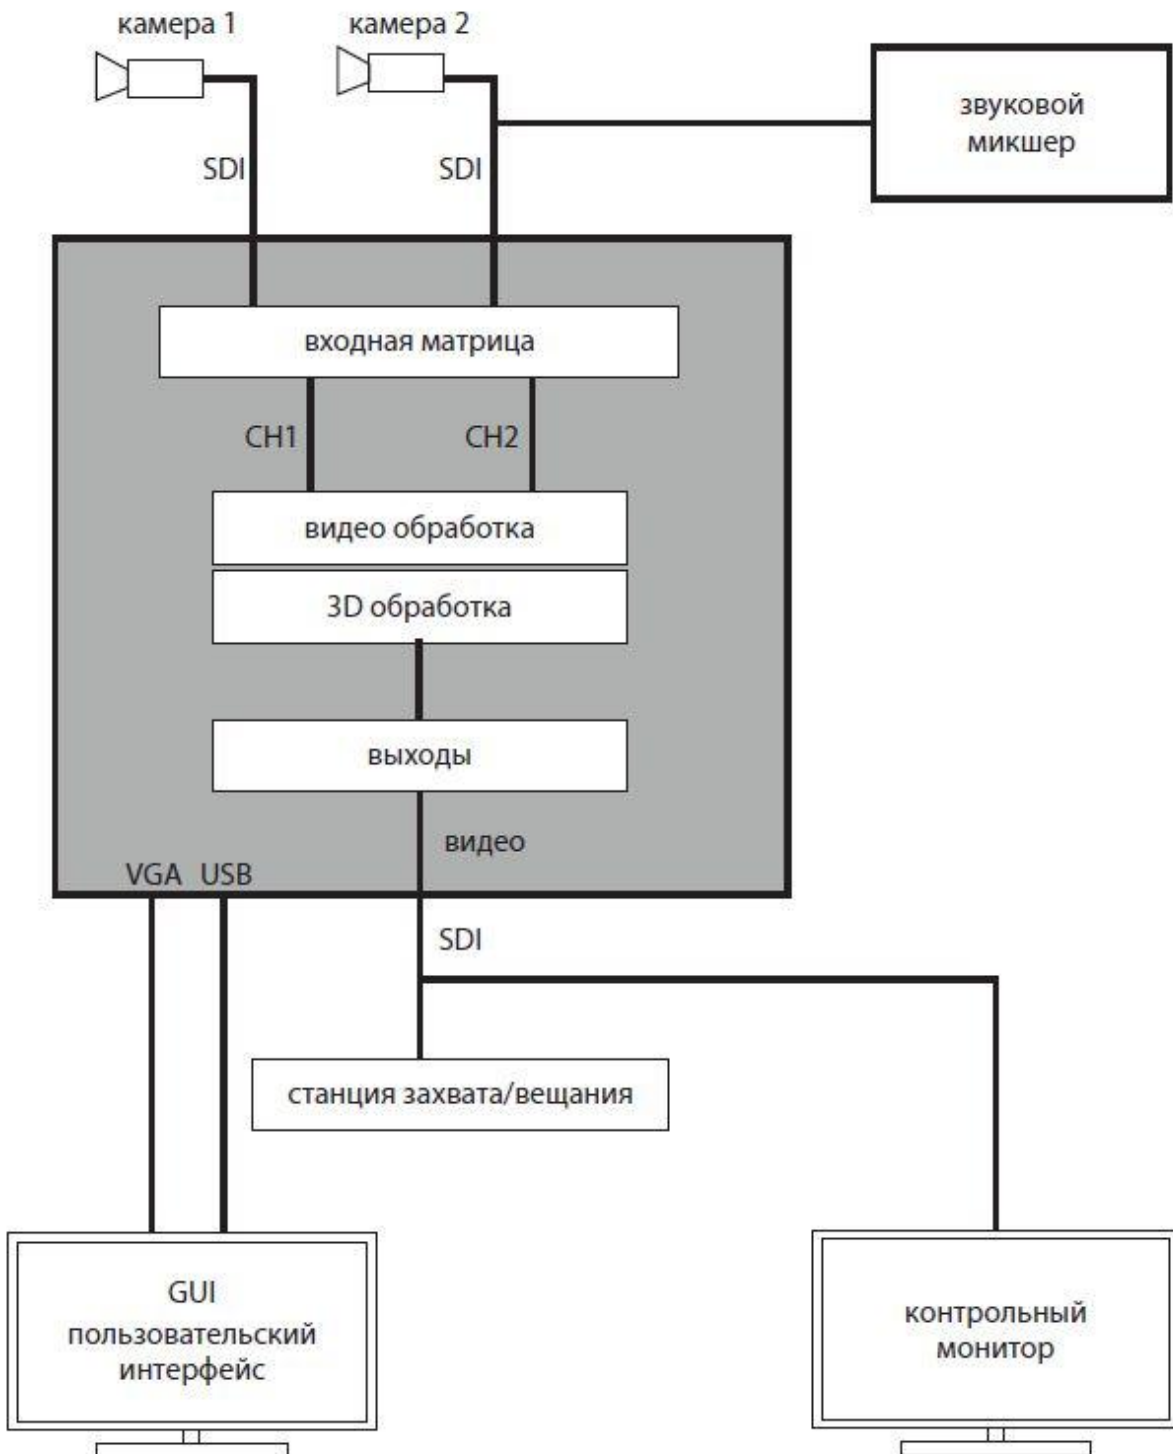 камера 1
камера 2
звуковой
микшер
SDI
SDI
входная матрица
CH1
CH2
видео обработка
3D обработка
выходы
видео
VGA
USB
SDI
станция захвата/вещания
GUI
пользовательский
интерфейс
контрольный
монитор